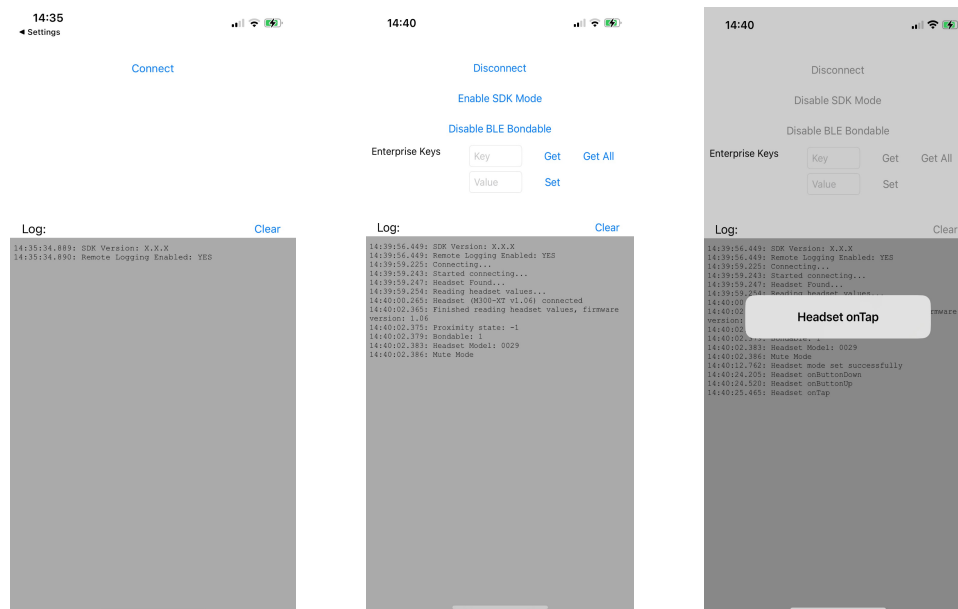 14:35
◀ Settings
Connect
Log:
Clear
14:35:34.889: SDK Version: X.X.X
14:35:34.890: Remote Logging Enabled: YES
14:40
Disconnect
Enable SDK Mode
Disable BLE Bondable
Enterprise Keys
Key
Get
Get All
Value
Set
Log:
Clear
14:39:56.449: SDK Version: X.X.X
14:39:56.449: Remote Logging Enabled: YES
14:39:59.225: Connecting...
14:39:59.243: Started connecting...
14:39:59.247: Headset Found...
14:39:59.254: Reading headset values...
14:40:00.265: Headset (M300-XT v1.06) connected
14:40:02.365: Finished reading headset values, firmware
version: 1.06
14:40:02.375: Proximity state: -1
14:40:02.379: Bondable: 1
14:40:02.383: Headset Model: 0029
14:40:02.386: Mute Mode
14:40
Disconnect
Disable SDK Mode
Disable BLE Bondable
Enterprise Keys
Key
Get
Get All
Value
Set
Log:
Clear
14:39:56.449: SDK Version: X.X.X
14:39:56.449: Remote Logging Enabled: YES
14:39:59.225: Connecting...
14:39:59.243: Started connecting...
14:39:59.247: Headset Found...
14:39:59.254: Reading headset values...
14:40:00
14:40:02
version:
14:40:02
Headset onTap
14:40:02.383: Headset Model: 0029
14:40:02.386: Mute Mode
14:40:12.762: Headset mode set successfully
14:40:24.205: Headset onButtonDown
14:40:24.520: Headset onButtonUp
14:40:25.465: Headset onTap